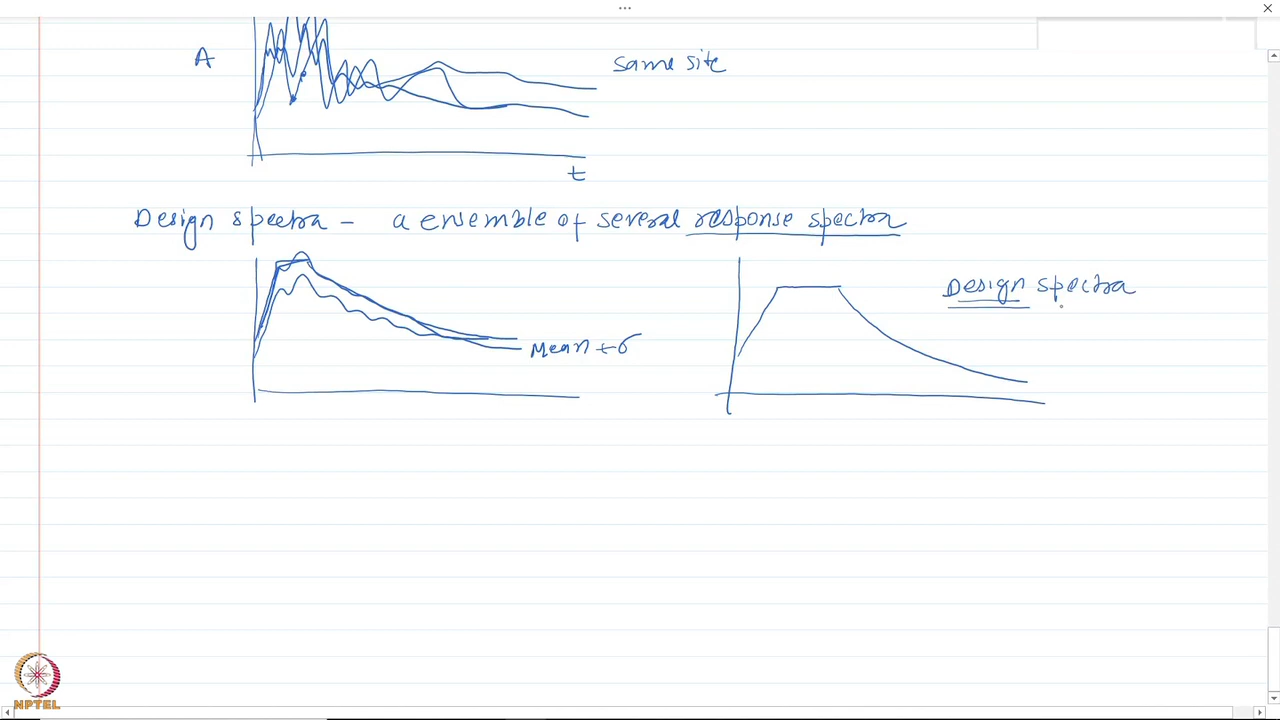 A
same site
t
Design spectra - a ensemble of several response spectra
Design spectra
Mean + σ
NPTEL